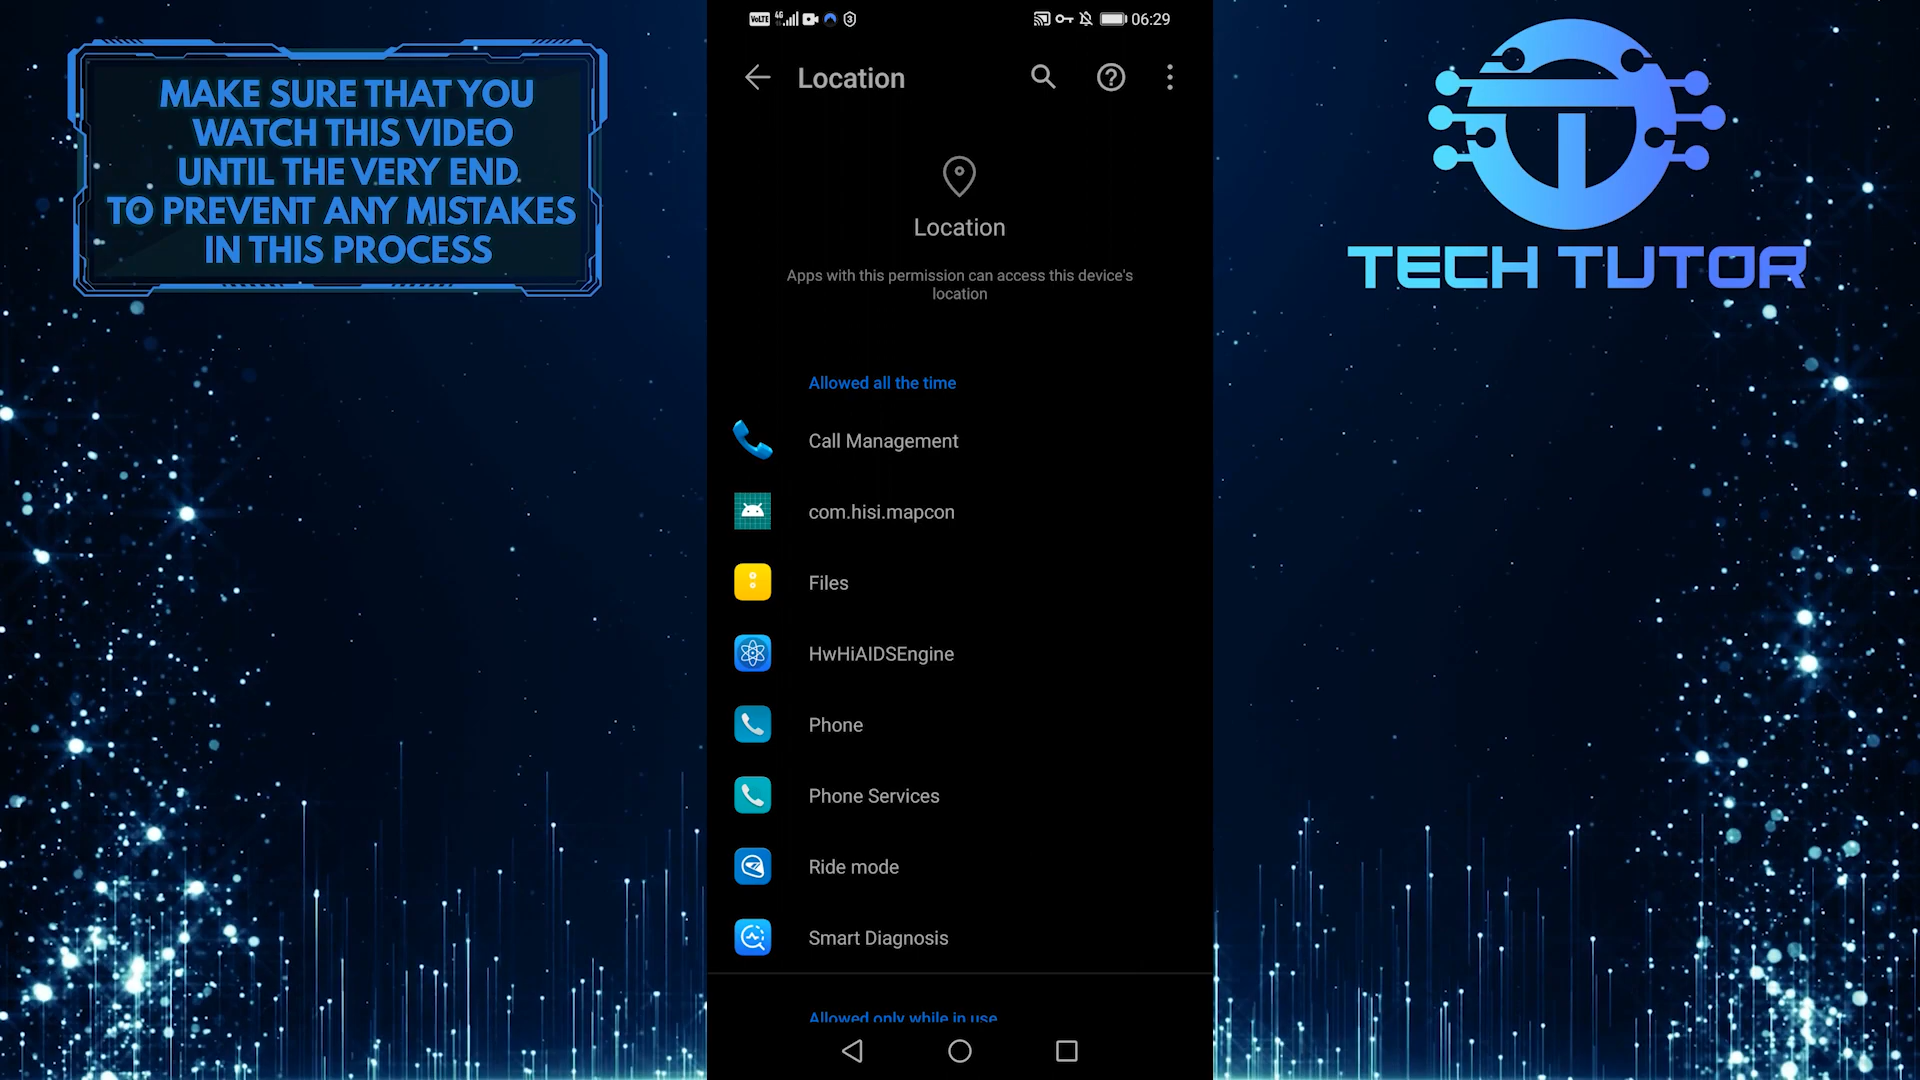 MAKE SURE THAT YOU
WATCH THIS VIDEO
UNTIL THE VERY END
TO PREVENT ANY MISTAKES
IN THIS PROCESS
VoLTE 4G 06:29
Location
Location
Apps with this permission can access this device's
location
Allowed all the time
Call Management
com.hisi.mapcon
Files
HwHiAIDSEngine
Phone
Phone Services
Ride mode
Smart Diagnosis
Allowed only while in use
TECH TUTOR